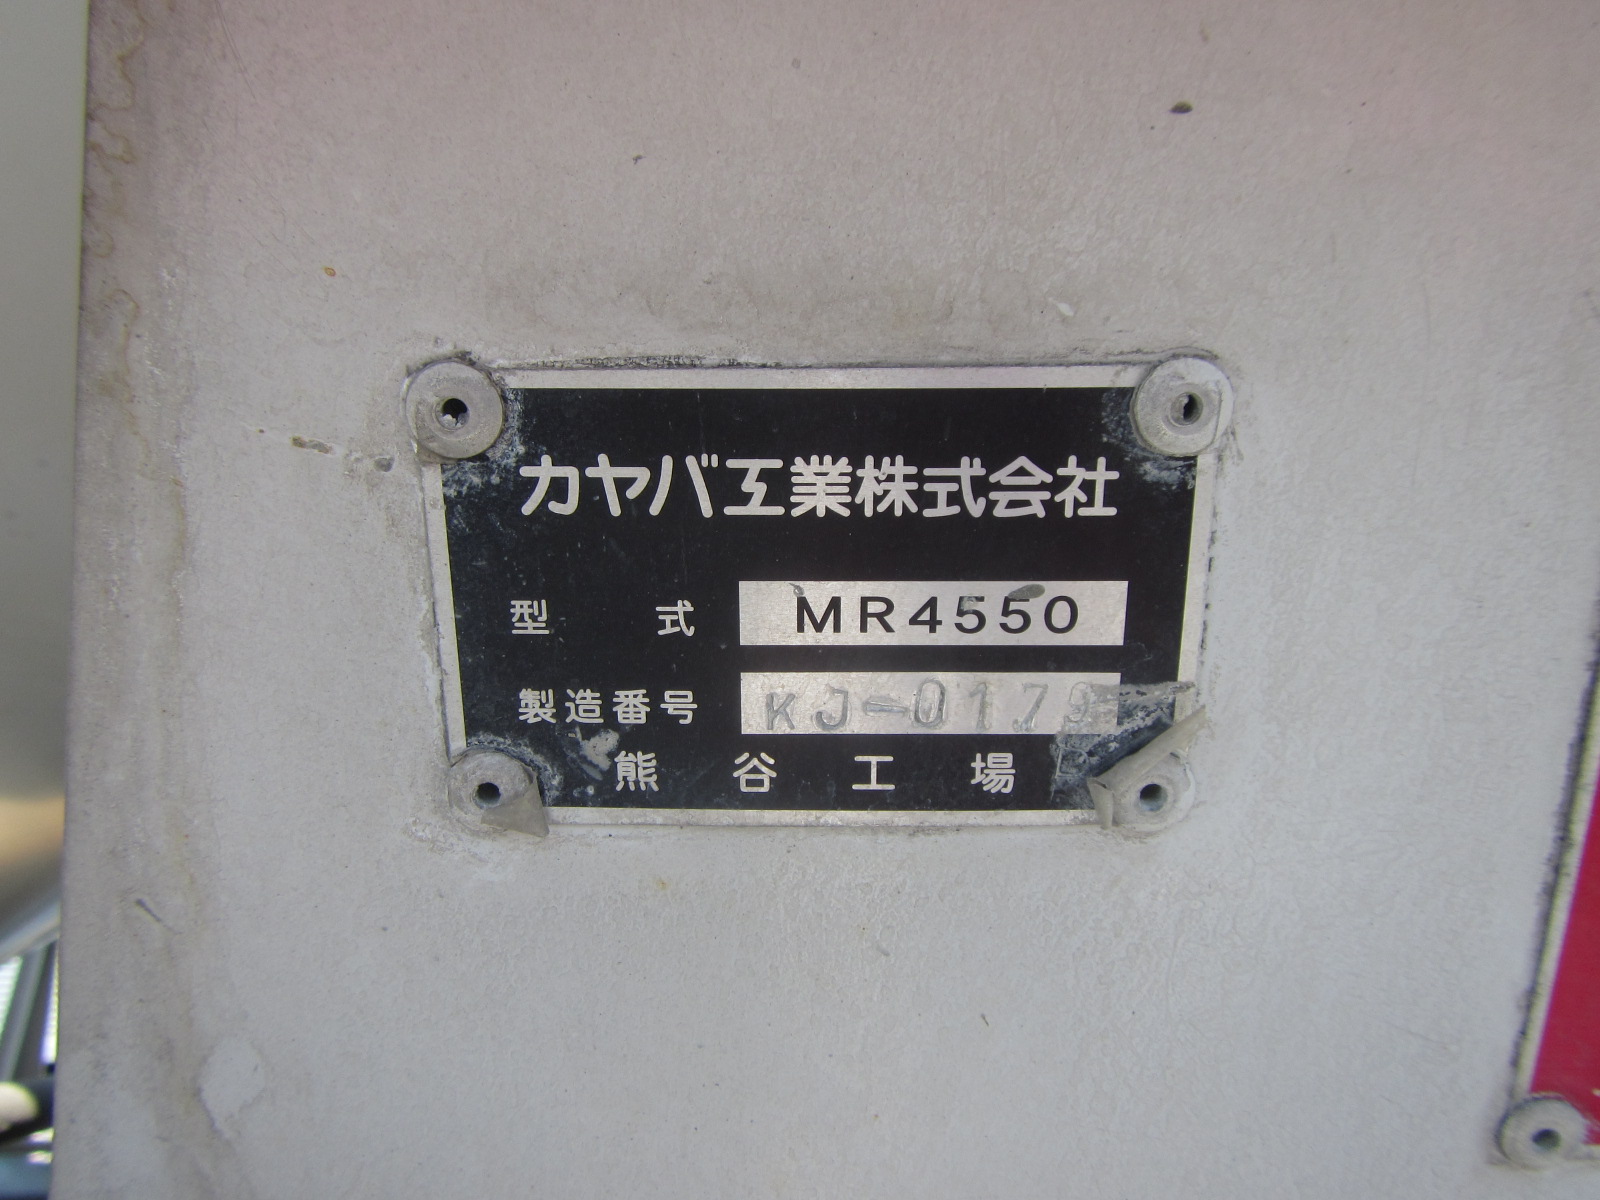 カヤバ工業株式会社
型式 MR4550
製造番号 KJ-0179
熊谷工場